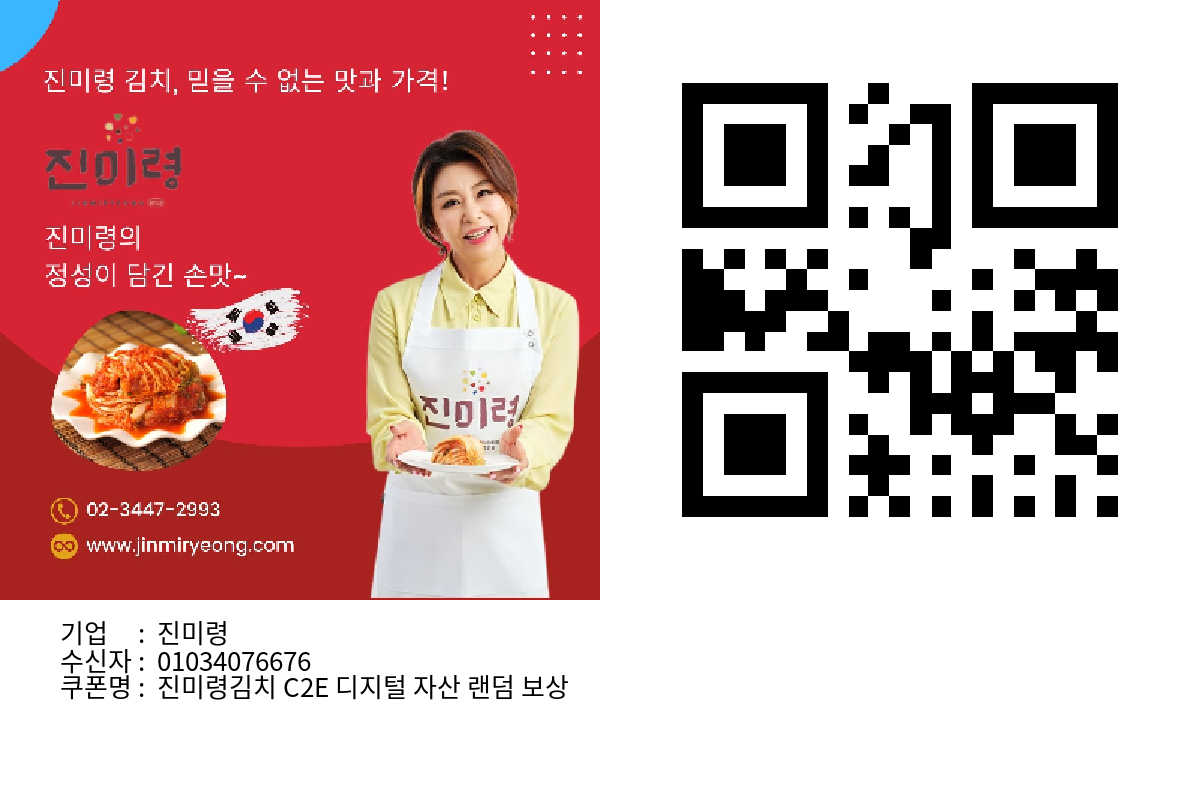 진미령 김치, 믿을 수 없는 맛과 가격!
진미령
진미령의
정성이 담긴 손맛~
진미령
02-3447-2993
www.jinmiryeong.com
기업 : 진미령
수신자 : 01034076676
쿠폰명 : 진미령김치 C2E 디지털 자산 랜덤 보상